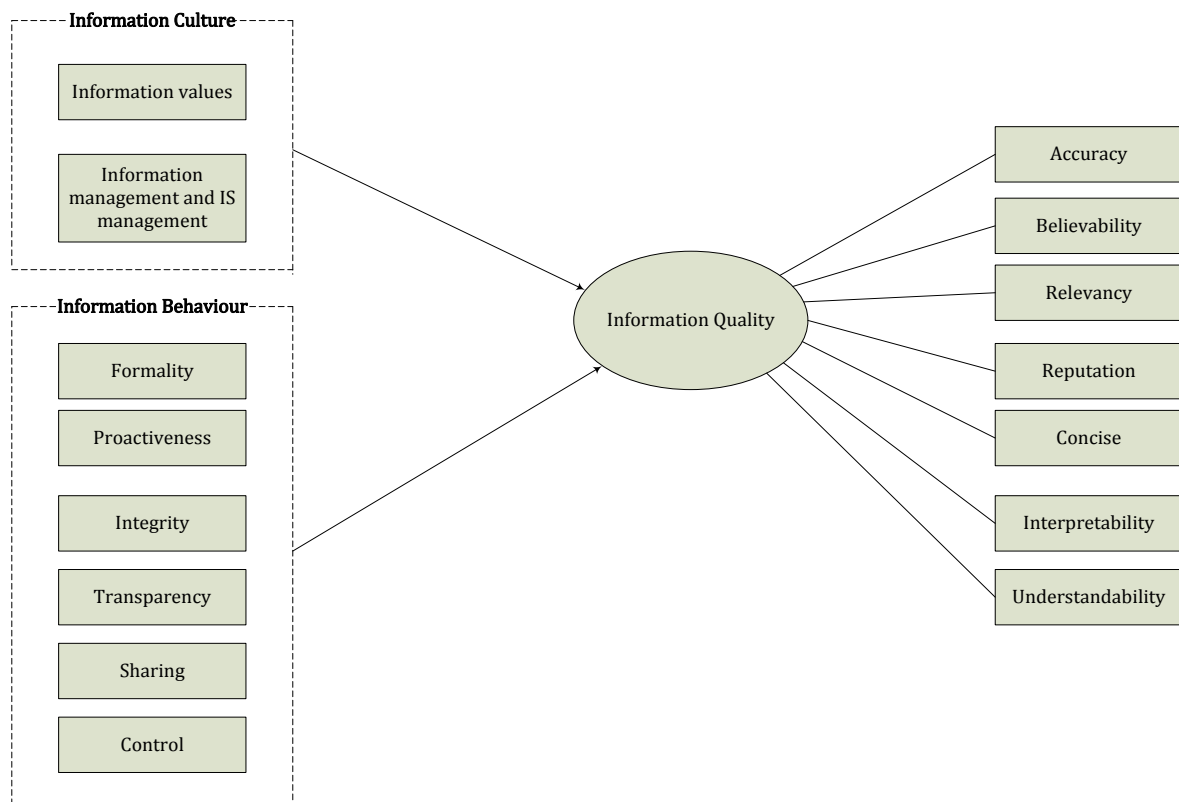 Information Culture
Information values
Information
management and IS
management
Information Behaviour
Formality
Proactiveness
Integrity
Transparency
Sharing
Control
Information Quality
Accuracy
Believability
Relevancy
Reputation
Concise
Interpretability
Understandability